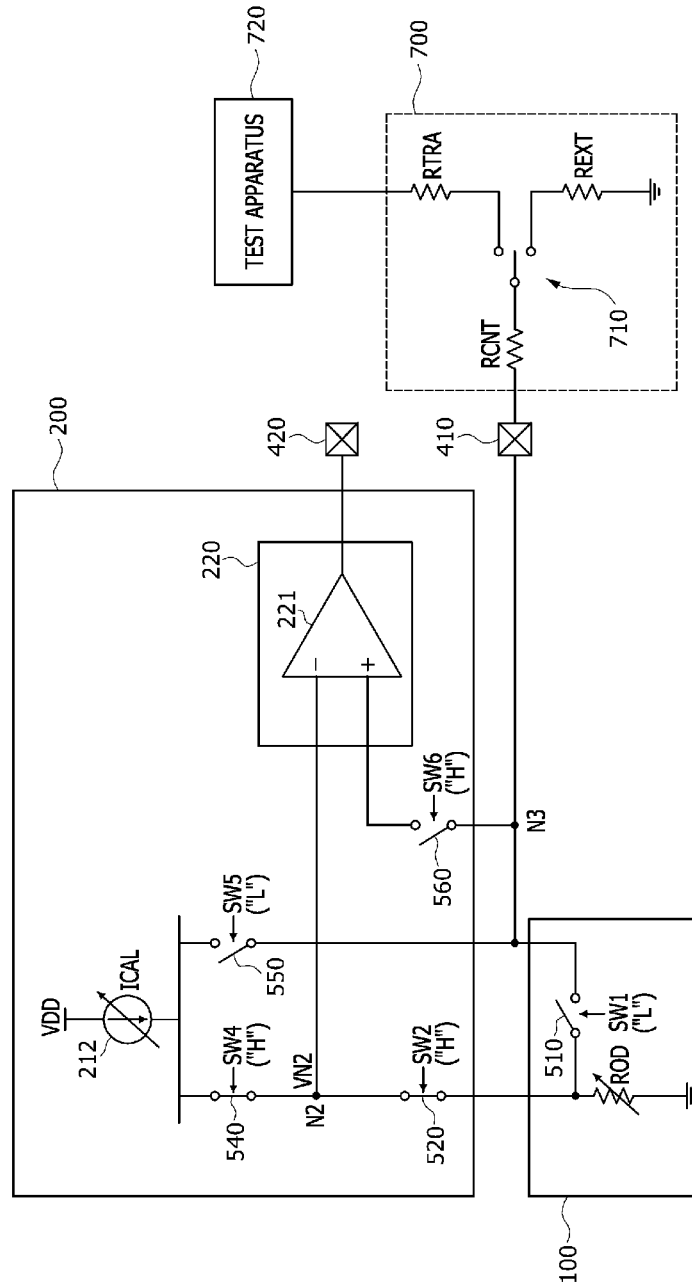 200
VDD
ICAL
212
SW4
("H")
540
SW5
("L")
550
VN2
N2
SW2
("H")
520
220
221
−
+
SW6
("H")
560
N3
420
410
720
TEST APPARATUS
700
RTRA
REXT
RCNT
710
100
510
SW1
("L")
ROD